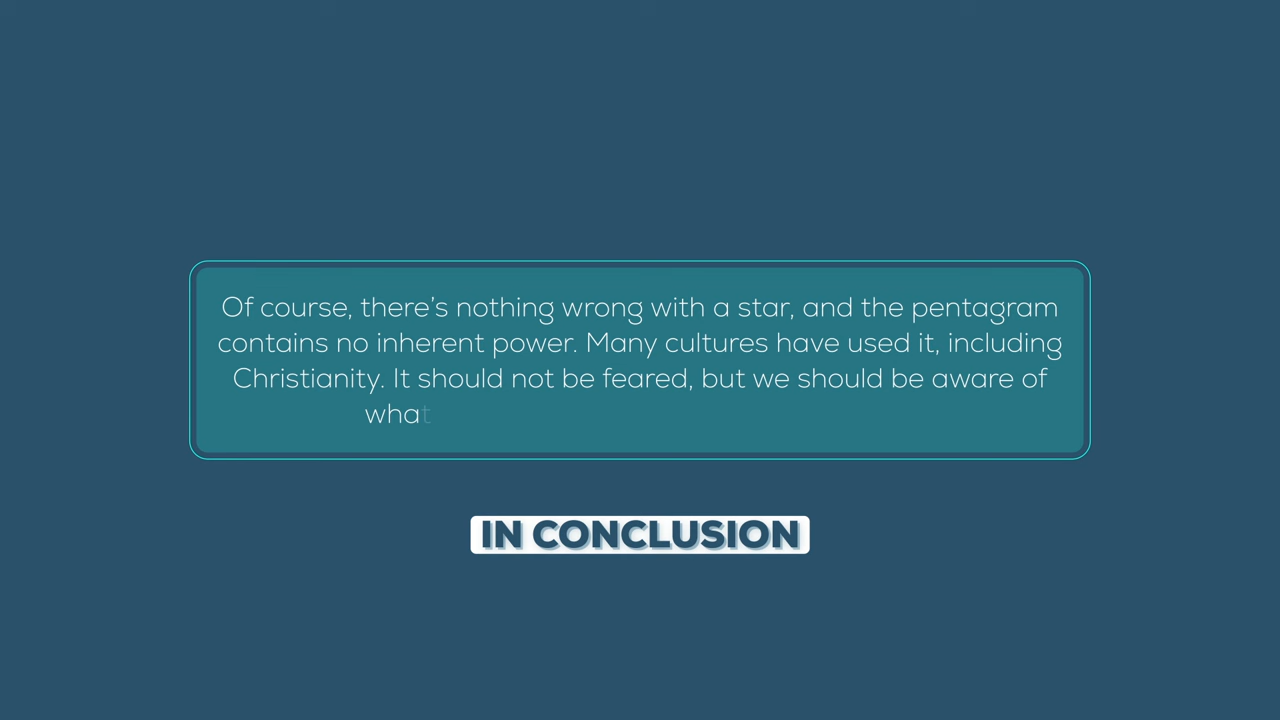 Of course, there's nothing wrong with a star, and the pentagram
contains no inherent power. Many cultures have used it, including
Christianity. It should not be feared, but we should be aware of
what
IN CONCLUSION